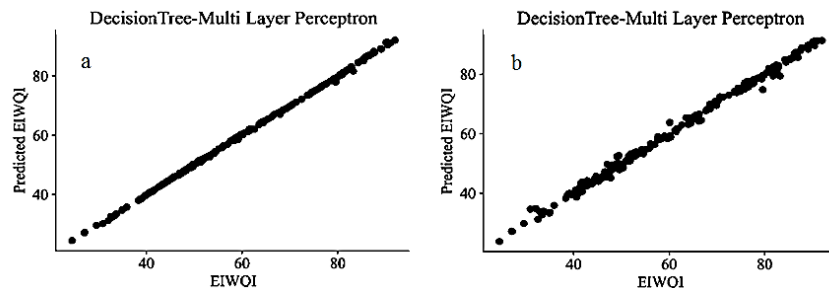 DecisionTree-Multi Layer Perceptron
a
80
60
40
Predicted EIWQI
40 60 80
EIWQI
DecisionTree-Multi Layer Perceptron
b
80
60
40
Predicted EIWQI
40 60 80
EIWQI